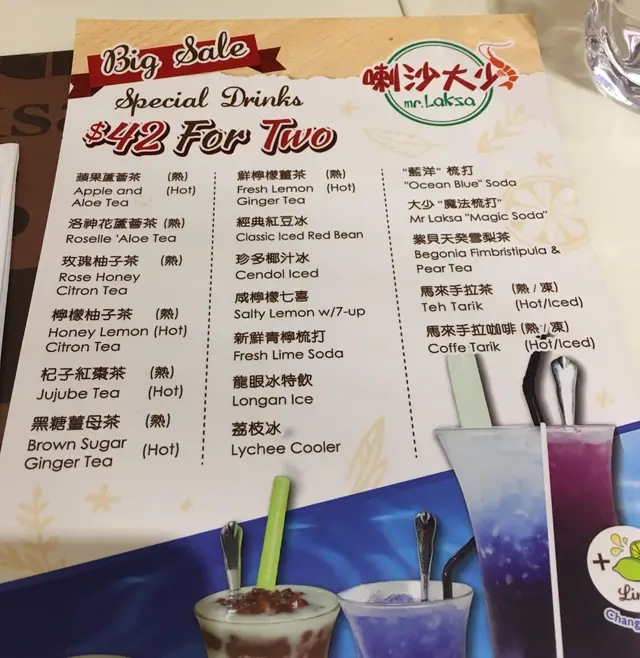 Big Sale
Special Drinks
$42 For Two
喇沙大少
mr.Laksa
蘋果蘆薈茶 (熱)
Apple and (Hot)
Aloe Tea
洛神花蘆薈茶 (熱)
Roselle 'Aloe Tea
玫瑰柚子茶 (熱)
Rose Honey
Citron Tea
檸檬柚子茶 (熱)
Honey Lemon (Hot)
Citron Tea
杞子紅棗茶 (熱)
Jujube Tea (Hot)
黑糖薑母茶 (熱)
Brown Sugar (Hot)
Ginger Tea
鮮檸檬薑茶 (熱)
Fresh Lemon (Hot)
Ginger Tea
經典紅豆冰
Classic Iced Red Bean
珍多椰汁冰
Cendol Iced
咸檸檬七喜
Salty Lemon w/7-up
新鮮青檸梳打
Fresh Lime Soda
龍眼冰特飲
Longan Ice
荔枝冰
Lychee Cooler
"藍洋" 梳打
"Ocean Blue" Soda
大少 "魔法梳打"
Mr Laksa "Magic Soda"
紫貝天癸雪梨茶
Begonia Fimbristipula &
Pear Tea
馬來手拉茶 (熱/凍)
Teh Tarik (Hot/Iced)
馬來手拉咖啡 (熱/凍)
Coffe Tarik (Hot/Iced)
+